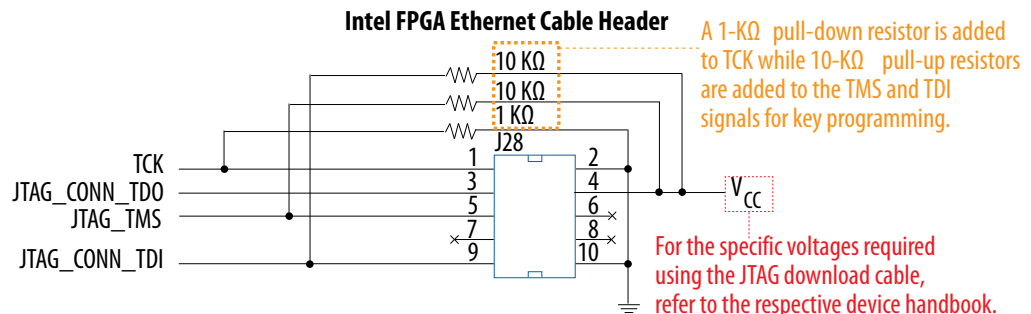 Intel FPGA Ethernet Cable Header
A 1-KΩ pull-down resistor is added
to TCK while 10-KΩ pull-up resistors
are added to the TMS and TDI
signals for key programming.
10 KΩ
10 KΩ
1 KΩ
J28
TCK 1 2
JTAG_CONN_TDO 3 4
JTAG_TMS 5 6
7 8
JTAG_CONN_TDI 9 10
VCC
For the specific voltages required
using the JTAG download cable,
refer to the respective device handbook.